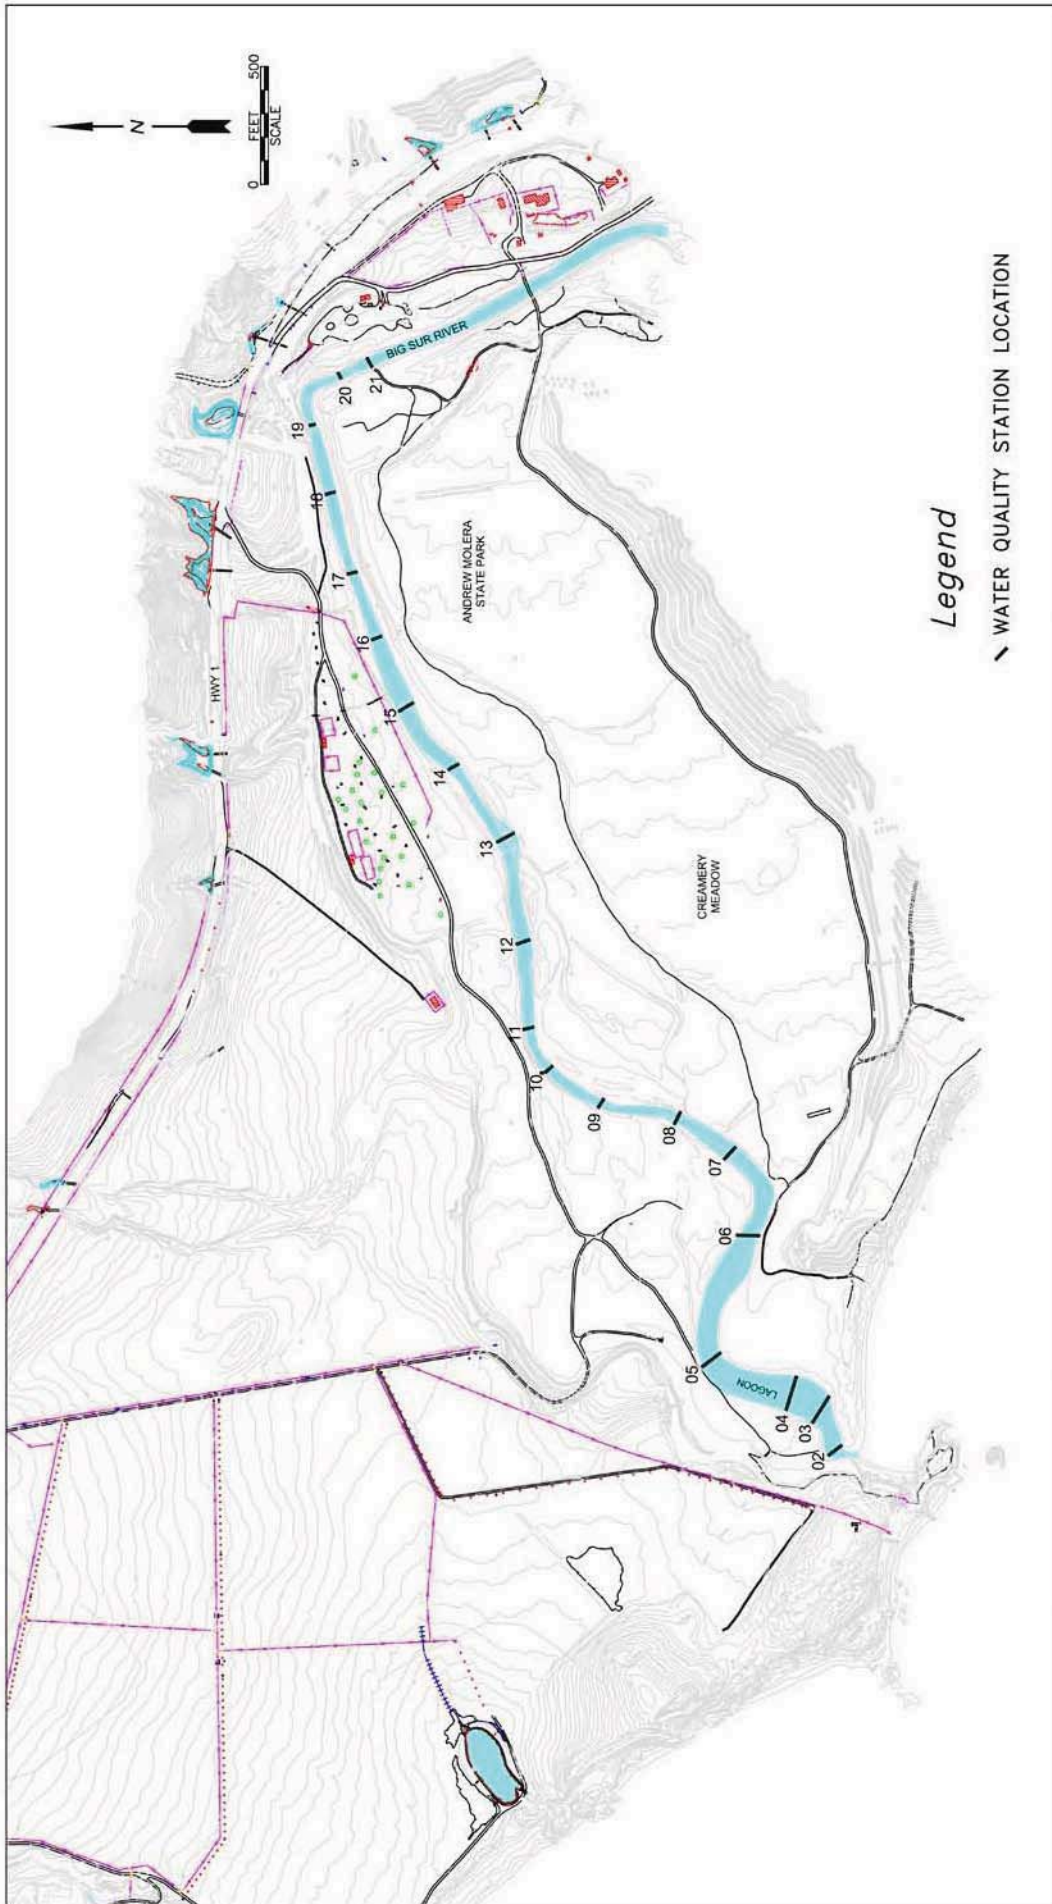 N
0 FEET 500
SCALE
HWY 1
BIG SUR RIVER
21
20
19
18
17
16
15
14
13
12
11
10
09
08
07
06
05
04
03
02
LAGOON
ANDREW MOLERA
STATE PARK
CREAMERY
MEADOW
Legend
WATER QUALITY STATION LOCATION